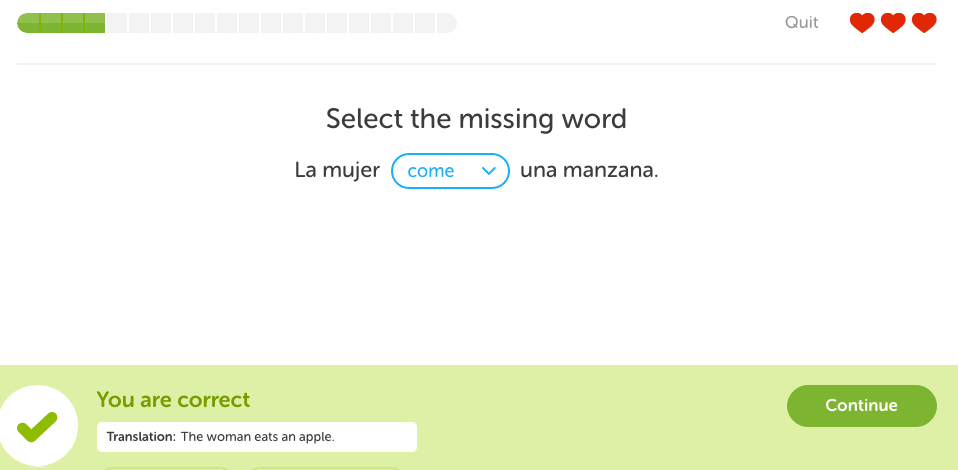 Quit
Select the missing word
La mujer come una manzana.
You are correct
Continue
Translation: The woman eats an apple.